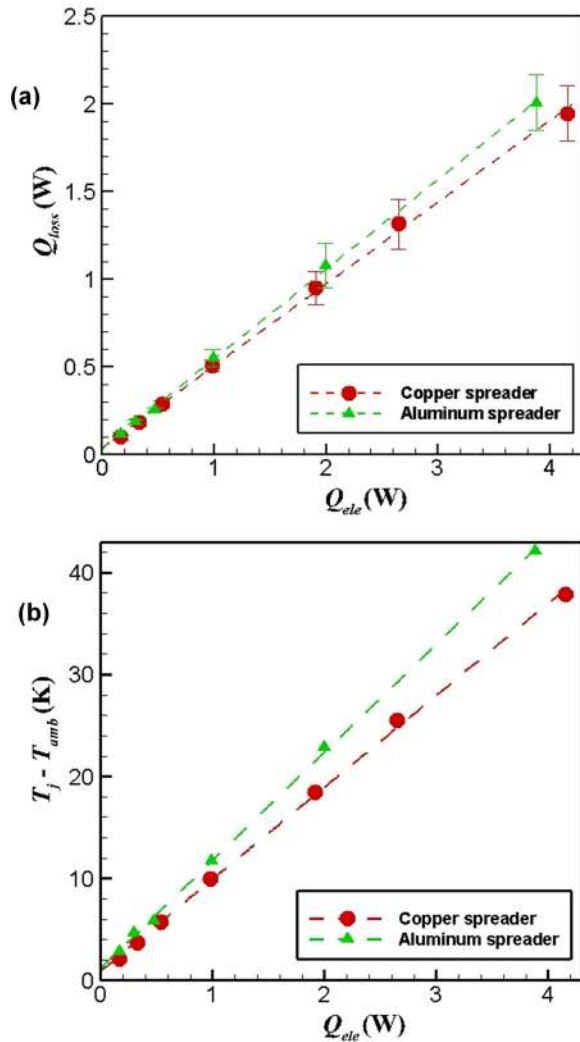 (a)
Q_loss (W)
2.5
2
1.5
1
0.5
0
0 1 2 3 4
Q_ele (W)
Copper spreader
Aluminum spreader
(b)
T_j - T_amb (K)
40
30
20
10
0
0 1 2 3 4
Q_ele (W)
Copper spreader
Aluminum spreader